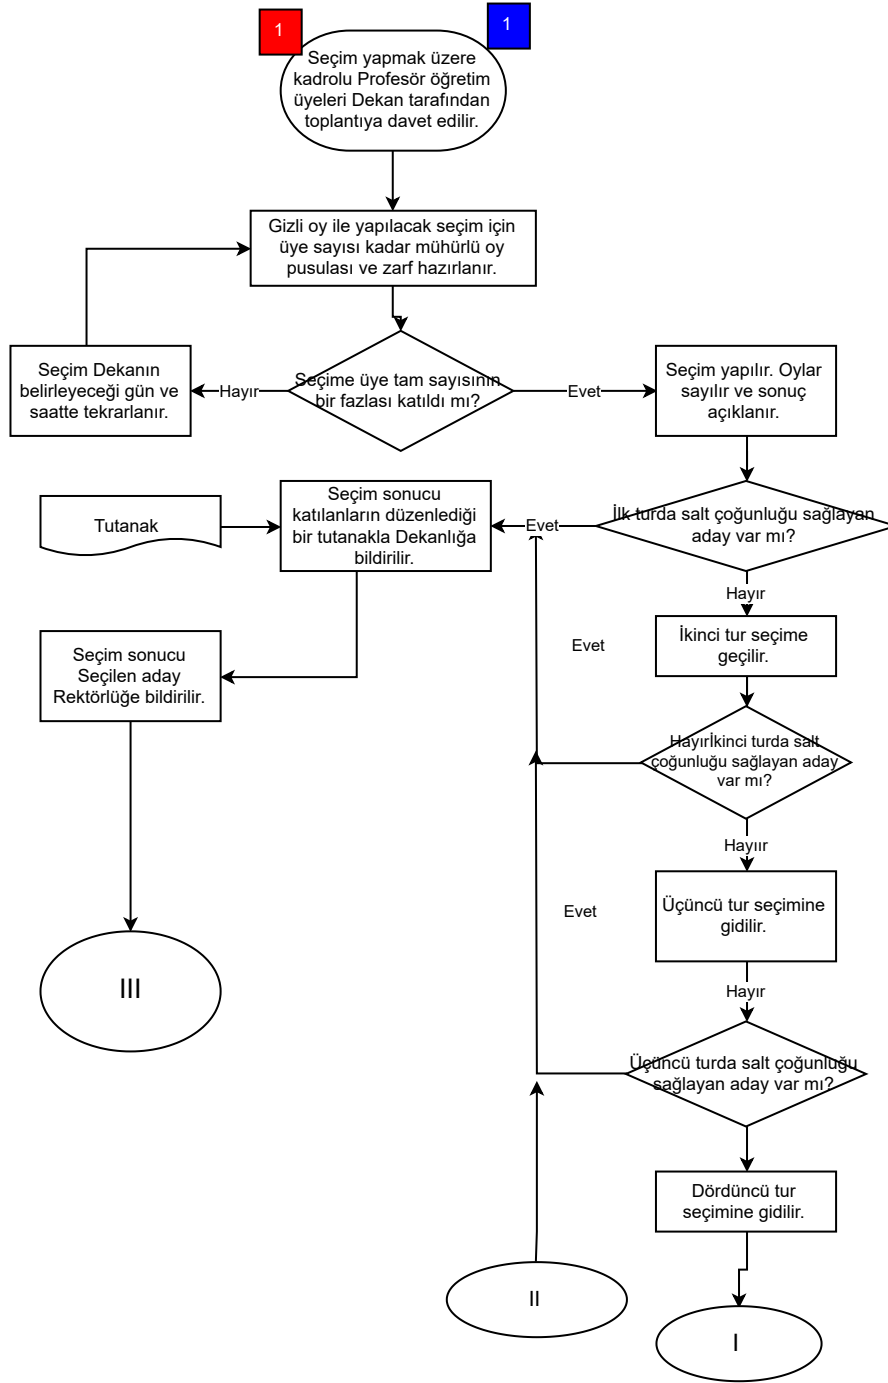 1
1
Seçim yapmak üzere
kadrolu Profesör öğretim
üyeleri Dekan tarafından
toplantıya davet edilir.
Gizli oy ile yapılacak seçim için
üye sayısı kadar mühürlü oy
pusulası ve zarf hazırlanır.
Seçim Dekanın
belirleyeceği gün ve
saatte tekrarlanır.
Hayır
Seçime üye tam sayısının
bir fazlası katıldı mı?
Evet
Seçim yapılır. Oylar
sayılır ve sonuç
açıklanır.
Tutanak
Seçim sonucu
katılanların düzenlediği
bir tutanakla Dekanlığa
bildirilir.
Evet
İlk turda salt çoğunluğu sağlayan
aday var mı?
Hayır
Evet
İkinci tur seçime
geçilir.
Seçim sonucu
Seçilen aday
Rektörlüğe bildirilir.
Hayırİkinci turda salt
çoğunluğu sağlayan aday
var mı?
Hayıır
Evet
Üçüncü tur seçimine
gidilir.
III
Hayır
Üçüncü turda salt çoğunluğu
sağlayan aday var mı?
Dördüncü tur
seçimine gidilir.
II
I